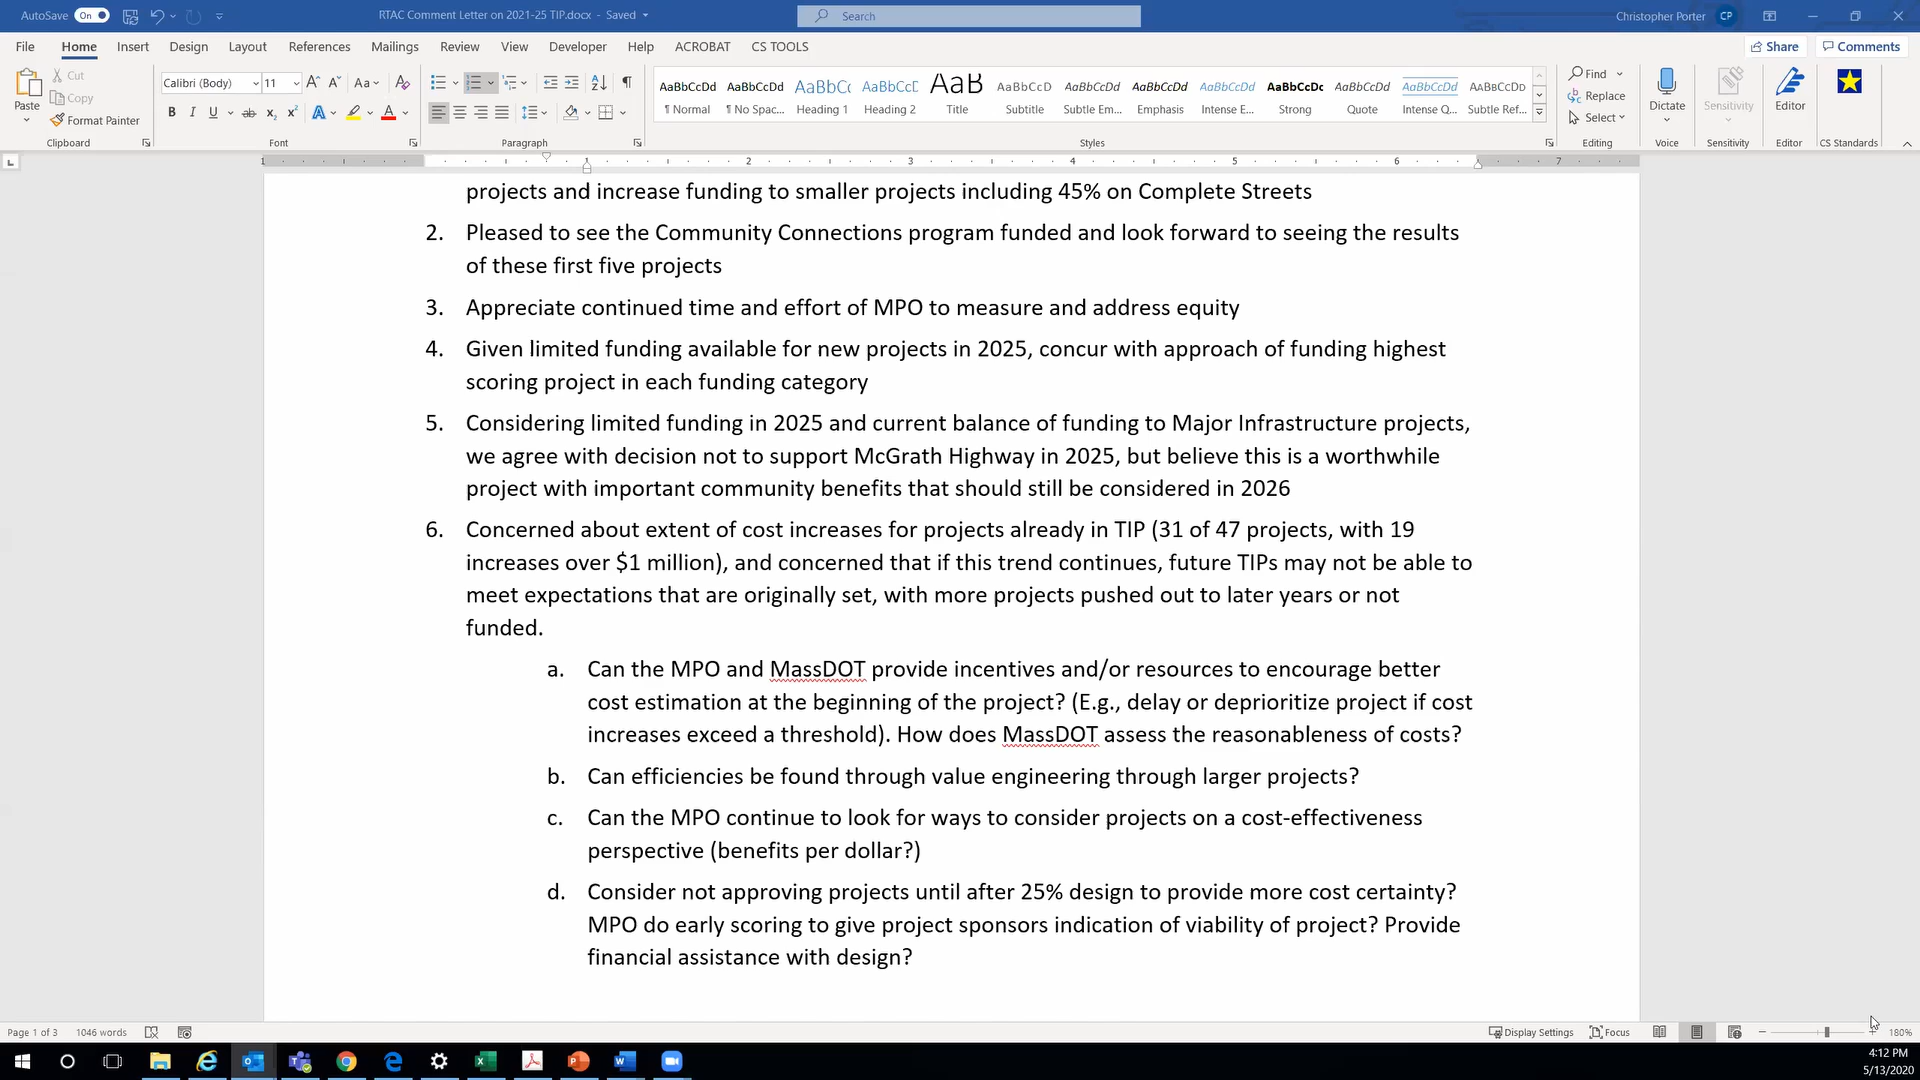 AutoSave On RTAC Comment Letter on 2021-25 TIP.docx - Saved Search Christopher Porter CP
File Home Insert Design Layout References Mailings Review View Developer Help ACROBAT CS TOOLS Share Comments
Paste Cut Copy Format Painter
Calibri (Body) 11
¶ Normal ¶ No Spac... Heading 1 Heading 2 Title Subtitle Subtle Em... Emphasis Intense E... Strong Quote Intense Q... Subtle Ref...
Find Replace Select Dictate Sensitivity Editor
Clipboard Font Paragraph Styles Editing Voice Sensitivity Editor CS Standards
1 1 2 3 4 5 6 7
projects and increase funding to smaller projects including 45% on Complete Streets
2. Pleased to see the Community Connections program funded and look forward to seeing the results
of these first five projects
3. Appreciate continued time and effort of MPO to measure and address equity
4. Given limited funding available for new projects in 2025, concur with approach of funding highest
scoring project in each funding category
5. Considering limited funding in 2025 and current balance of funding to Major Infrastructure projects,
we agree with decision not to support McGrath Highway in 2025, but believe this is a worthwhile
project with important community benefits that should still be considered in 2026
6. Concerned about extent of cost increases for projects already in TIP (31 of 47 projects, with 19
increases over $1 million), and concerned that if this trend continues, future TIPs may not be able to
meet expectations that are originally set, with more projects pushed out to later years or not
funded.
a. Can the MPO and MassDOT provide incentives and/or resources to encourage better
cost estimation at the beginning of the project? (E.g., delay or deprioritize project if cost
increases exceed a threshold). How does MassDOT assess the reasonableness of costs?
b. Can efficiencies be found through value engineering through larger projects?
c. Can the MPO continue to look for ways to consider projects on a cost-effectiveness
perspective (benefits per dollar?)
d. Consider not approving projects until after 25% design to provide more cost certainty?
MPO do early scoring to give project sponsors indication of viability of project? Provide
financial assistance with design?
Page 1 of 3 1046 words Display Settings Focus 180%
4:12 PM
5/13/2020